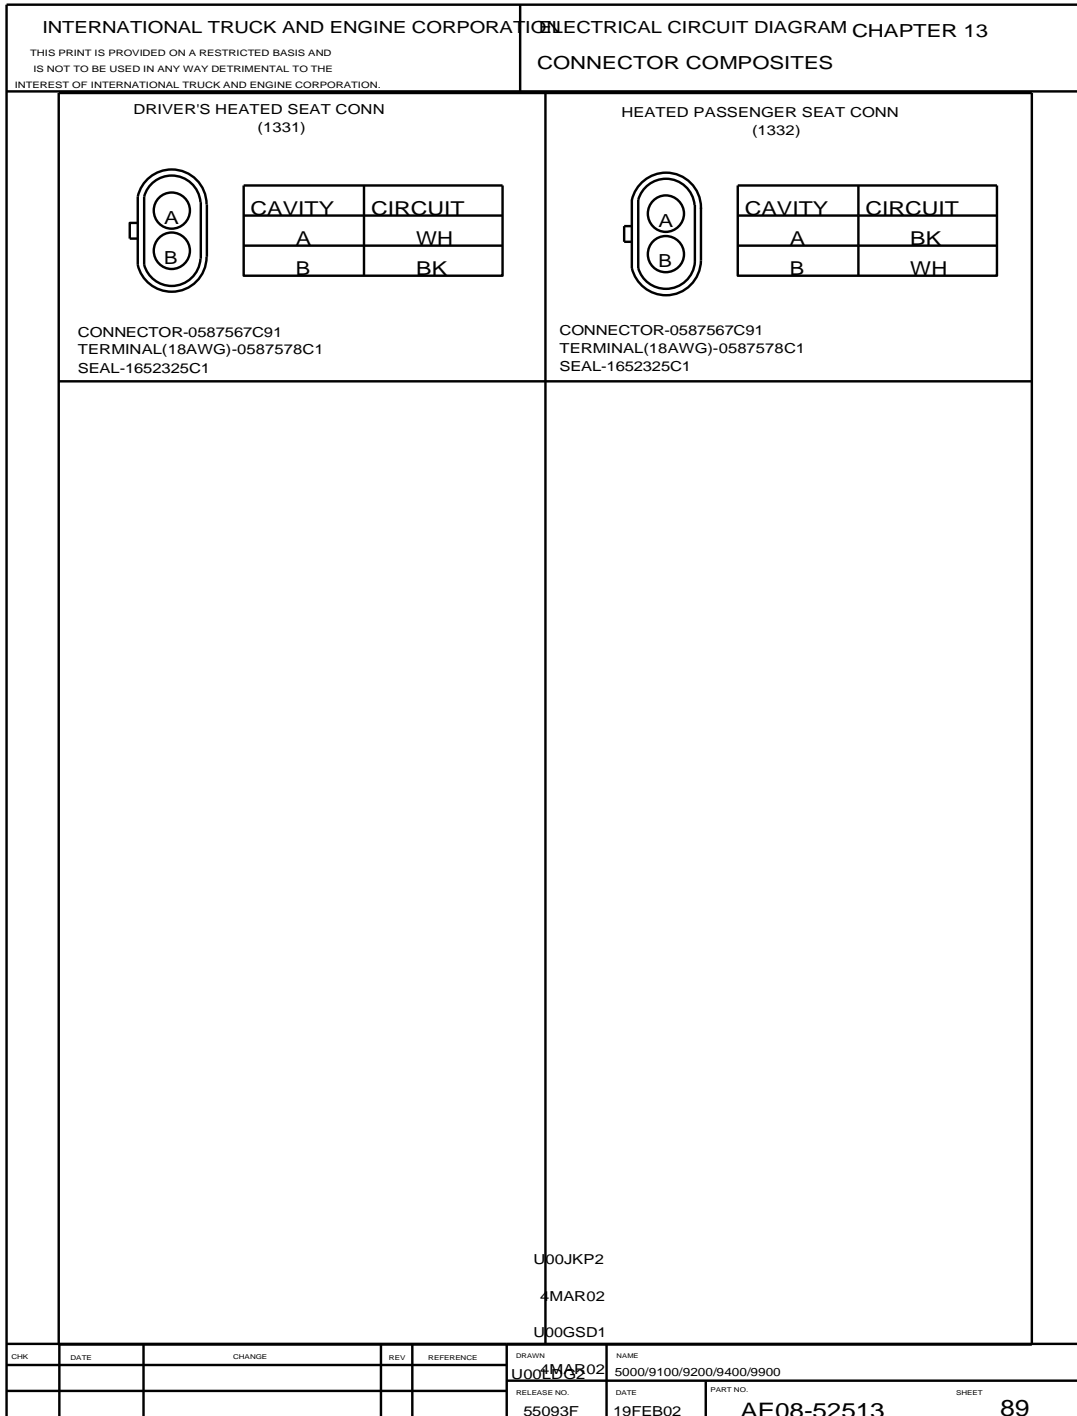 INTERNATIONAL TRUCK AND ENGINE CORPORATION
THIS PRINT IS PROVIDED ON A RESTRICTED BASIS AND
IS NOT TO BE USED IN ANY WAY DETRIMENTAL TO THE
INTEREST OF INTERNATIONAL TRUCK AND ENGINE CORPORATION.
ELECTRICAL CIRCUIT DIAGRAM CHAPTER 13
CONNECTOR COMPOSITES
DRIVER'S HEATED SEAT CONN
(1331)
A
B
CAVITY CIRCUIT
A WH
B BK
CONNECTOR-0587567C91
TERMINAL(18AWG)-0587578C1
SEAL-1652325C1
HEATED PASSENGER SEAT CONN
(1332)
A
B
CAVITY CIRCUIT
A BK
B WH
CONNECTOR-0587567C91
TERMINAL(18AWG)-0587578C1
SEAL-1652325C1
U00JKP2
4MAR02
U00GSD1
4MAR02
CHK DATE CHANGE REV REFERENCE
DRAWN
U00LDG2
NAME
5000/9100/9200/9400/9900
RELEASE NO.
55093F
DATE
19FEB02
PART NO.
AE08-52513
SHEET
89